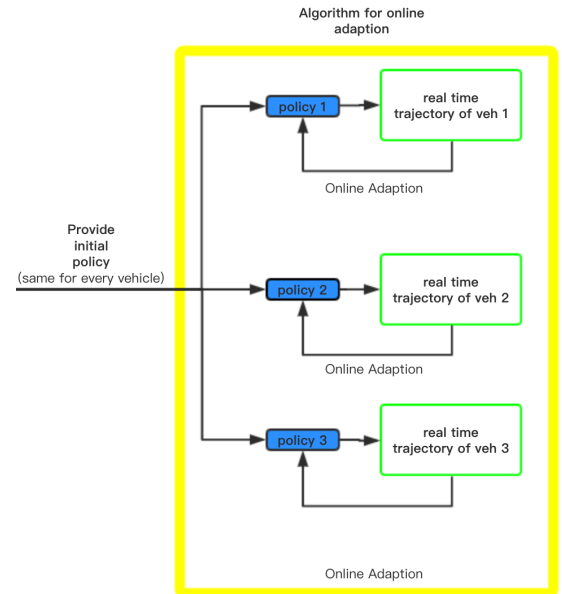 Algorithm for online
adaption
policy 1
real time
trajectory of veh 1
Online Adaption
Provide
initial
policy
(same for every vehicle)
policy 2
real time
trajectory of veh 2
Online Adaption
policy 3
real time
trajectory of veh 3
Online Adaption